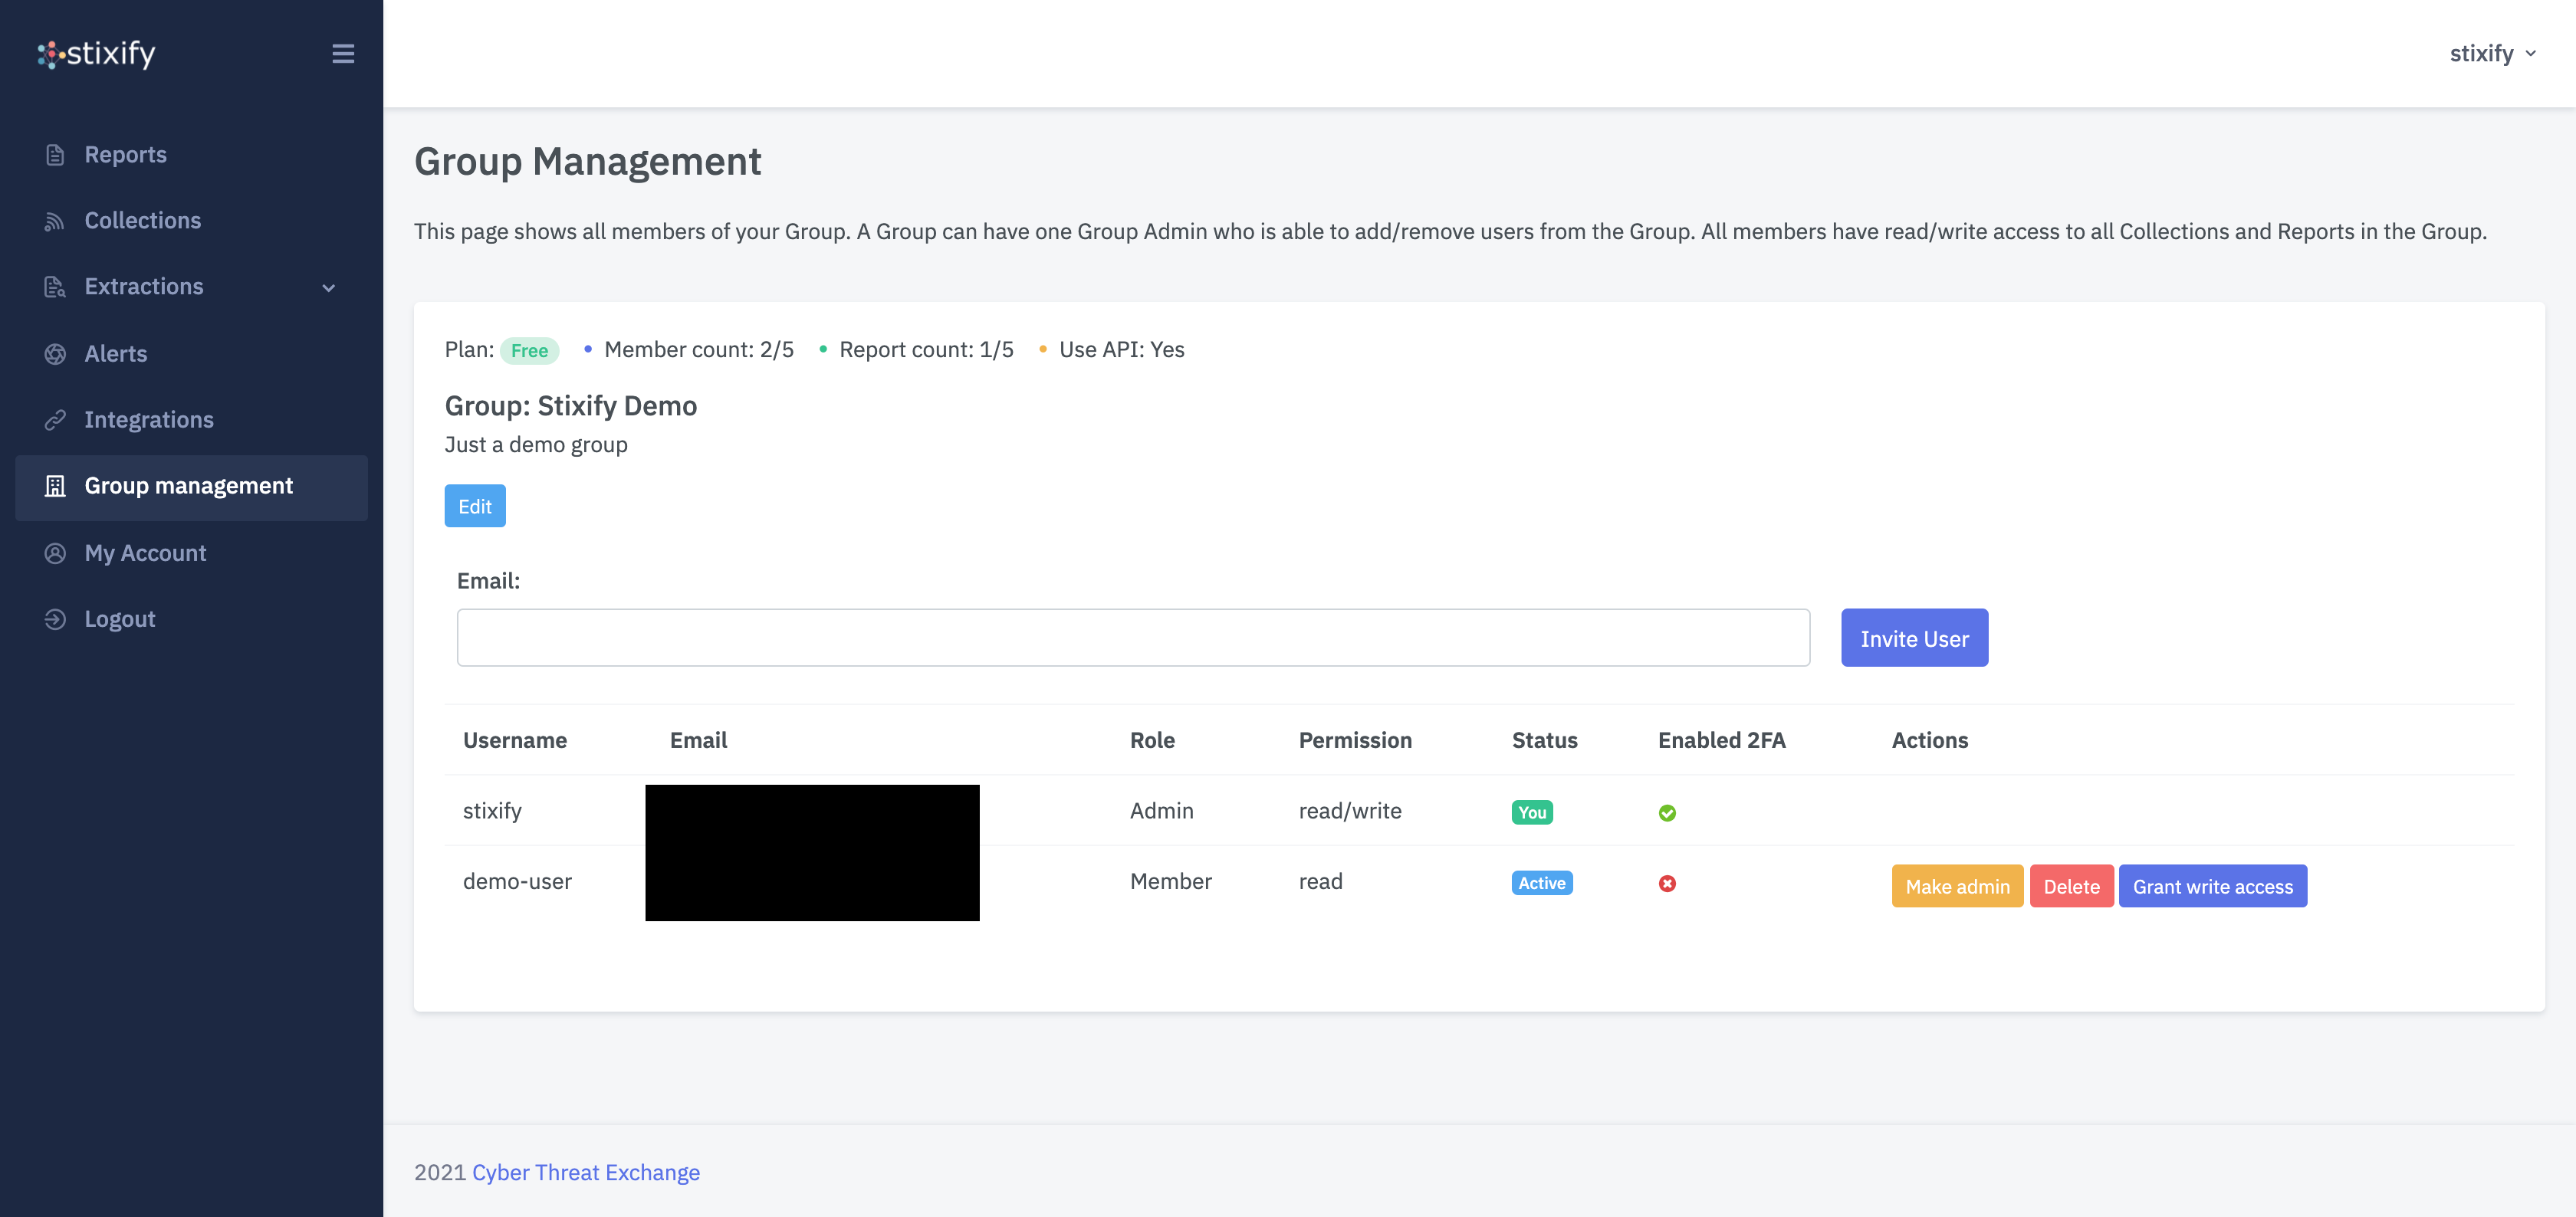 stixify
stixify
Reports
Collections
Extractions
Alerts
Integrations
Group management
My Account
Logout
Group Management
This page shows all members of your Group. A Group can have one Group Admin who is able to add/remove users from the Group. All members have read/write access to all Collections and Reports in the Group.
Plan: Free • Member count: 2/5 • Report count: 1/5 • Use API: Yes
Group: Stixify Demo
Just a demo group
Edit
Email:
Invite User
Username Email Role Permission Status Enabled 2FA Actions
stixify Admin read/write You
demo-user Member read Active Make admin Delete Grant write access
2021 Cyber Threat Exchange